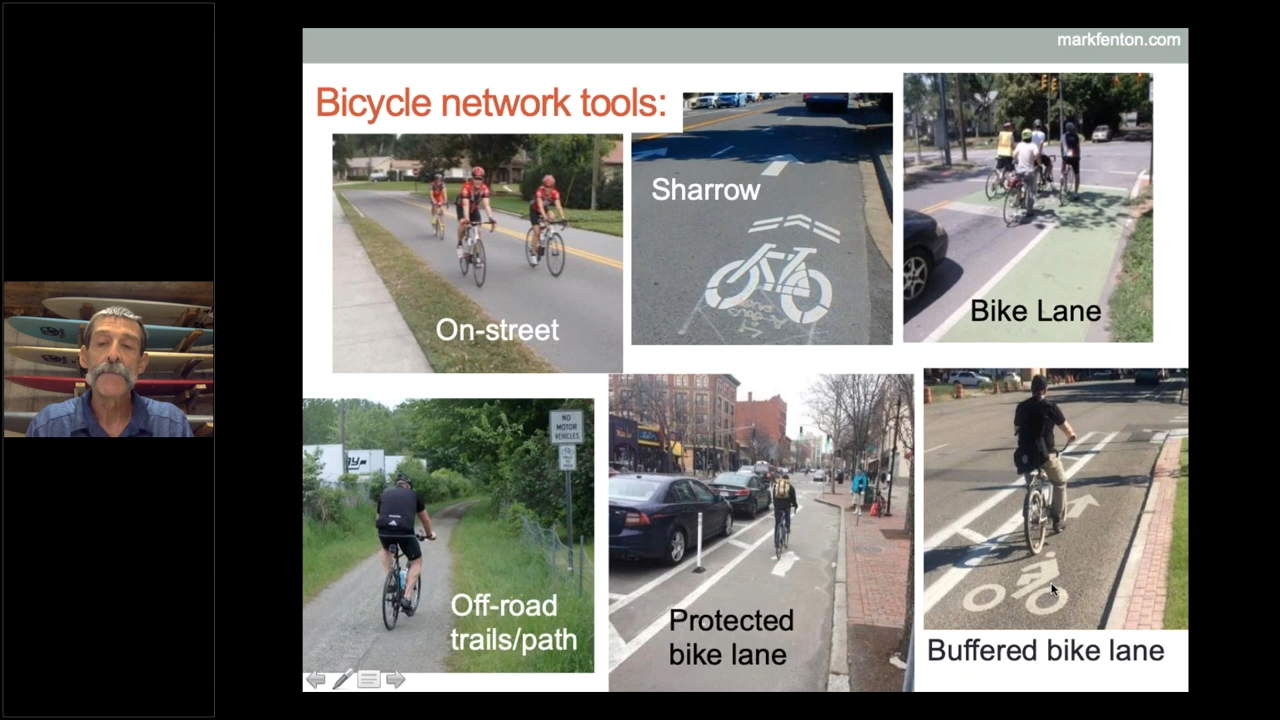 markfenton.com
Bicycle network tools:
On-street
Sharrow
Bike Lane
NO
MOTOR
VEHICLES
Off-road
trails/path
Protected
bike lane
Buffered bike lane